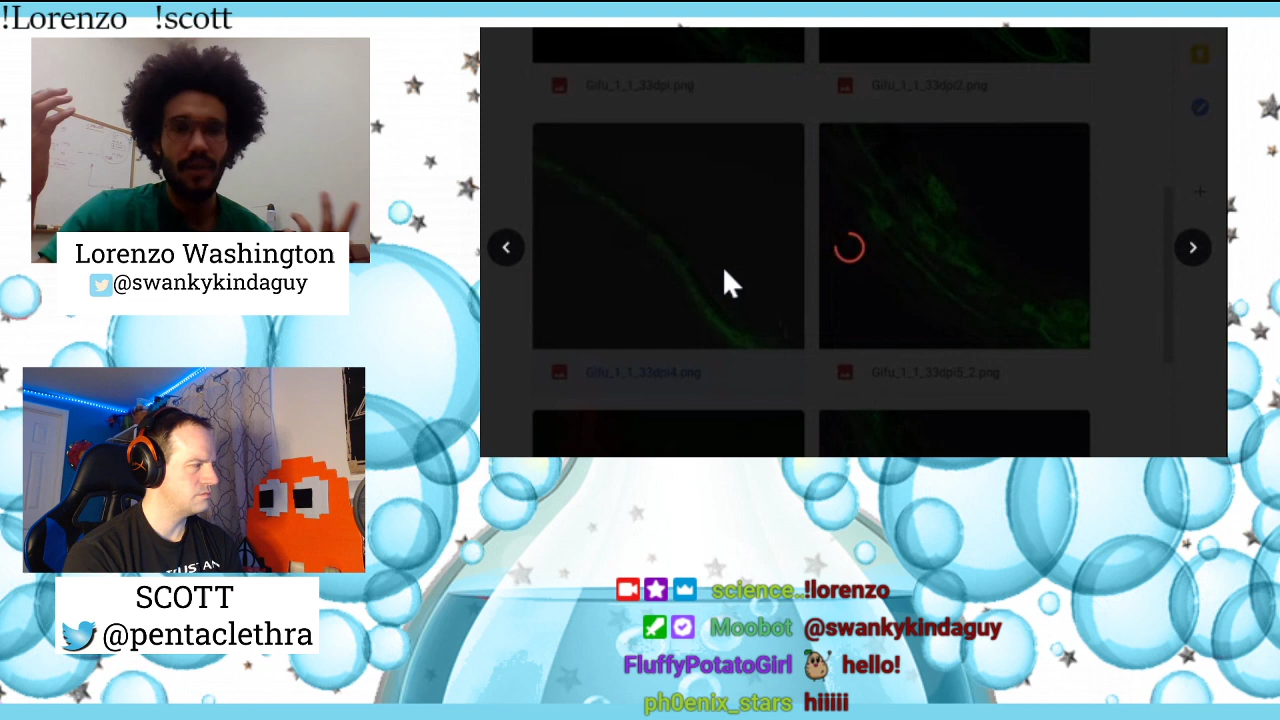 !Lorenzo !scott
Lorenzo Washington
@swankykindaguy
SCOTT
@pentaclethra
Gifu_1_1_33dpi.png
Gifu_1_1_33dpi2.png
Gifu_1_1_33dpi4.png
Gifu_1_1_33dpi5_2.png
science..!lorenzo
Moobot @swankykindaguy
FluffyPotatoGirl hello!
ph0enix_stars hiiiii